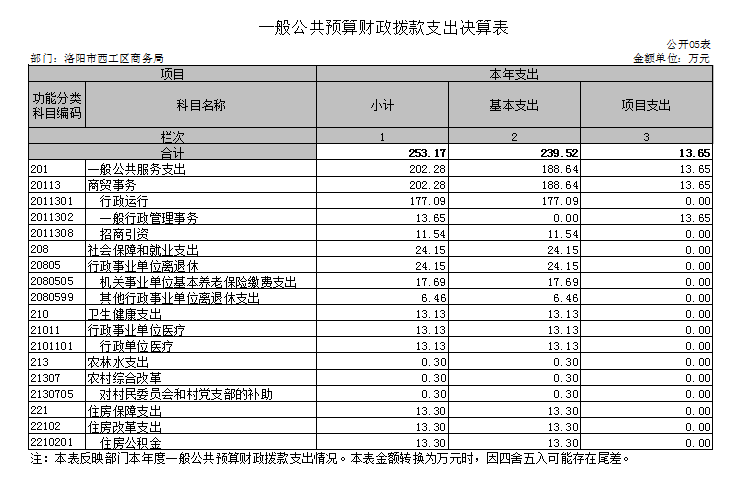 一般公共预算财政拨款支出决算表
公开05表
部门：洛阳市西工区商务局 金额单位：万元
项目 本年支出
功能分类科目编码 科目名称 小计 基本支出 项目支出
栏次 1 2 3
合计 253.17 239.52 13.65
201 一般公共服务支出 202.28 188.64 13.65
20113 商贸事务 202.28 188.64 13.65
2011301 行政运行 177.09 177.09 0.00
2011302 一般行政管理事务 13.65 0.00 13.65
2011308 招商引资 11.54 11.54 0.00
208 社会保障和就业支出 24.15 24.15 0.00
20805 行政事业单位离退休 24.15 24.15 0.00
2080505 机关事业单位基本养老保险缴费支出 17.69 17.69 0.00
2080599 其他行政事业单位离退休支出 6.46 6.46 0.00
210 卫生健康支出 13.13 13.13 0.00
21011 行政事业单位医疗 13.13 13.13 0.00
2101101 行政单位医疗 13.13 13.13 0.00
213 农林水支出 0.30 0.30 0.00
21307 农村综合改革 0.30 0.30 0.00
2130705 对村民委员会和村党支部的补助 0.30 0.30 0.00
221 住房保障支出 13.30 13.30 0.00
22102 住房改革支出 13.30 13.30 0.00
2210201 住房公积金 13.30 13.30 0.00
注：本表反映部门本年度一般公共预算财政拨款支出情况。本表金额转换为万元时，因四舍五入可能存在尾差。